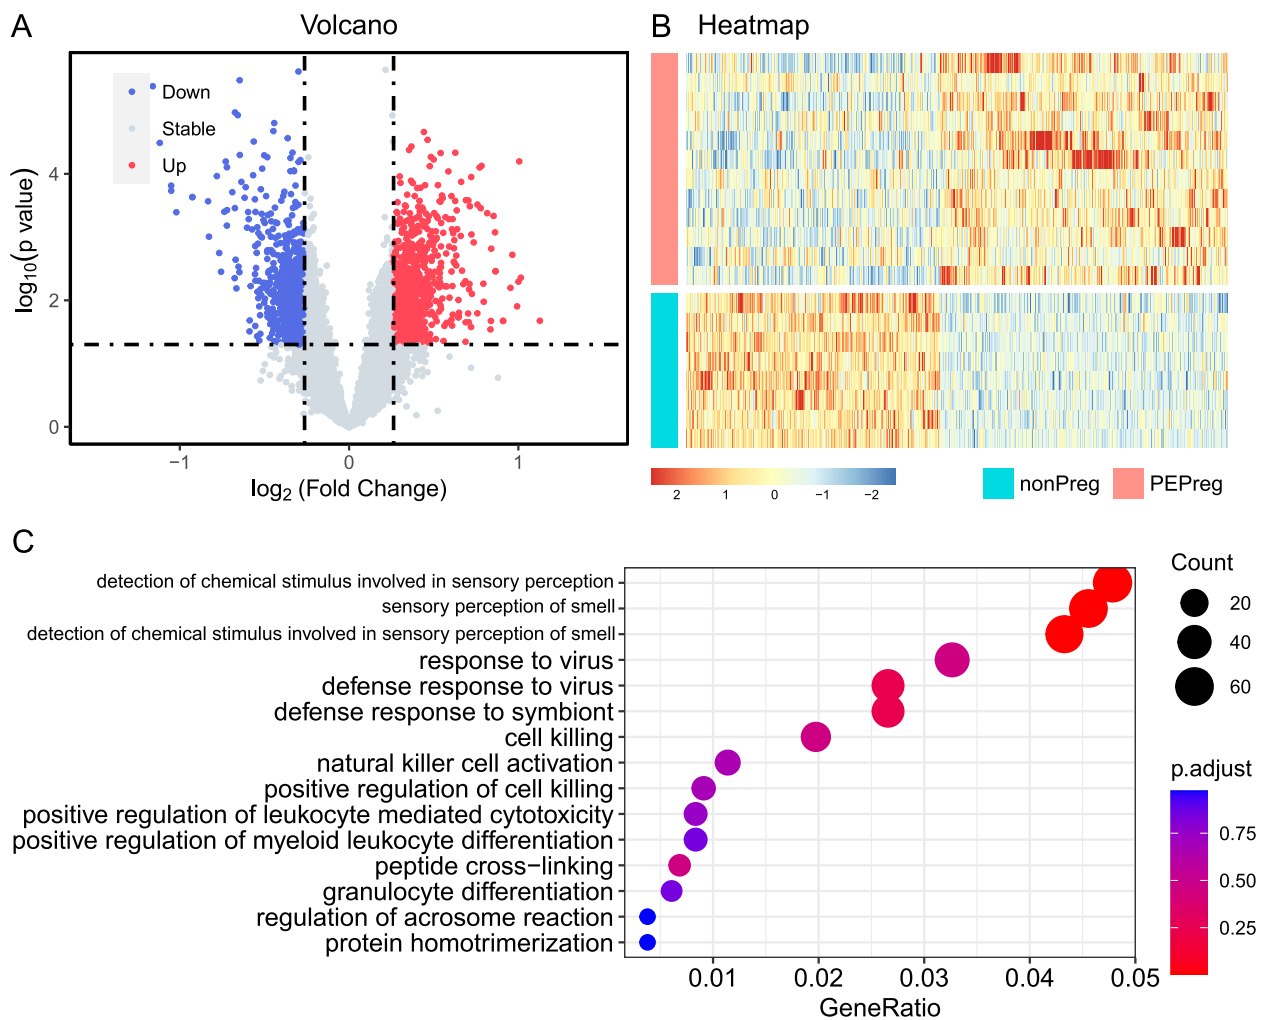 A
Volcano
B
Heatmap
Down
Stable
Up
4
2
0
log10(p value)
−1
0
1
log2 (Fold Change)
2
1
0
−1
−2
nonPreg
PEPreg
C
detection of chemical stimulus involved in sensory perception
sensory perception of smell
detection of chemical stimulus involved in sensory perception of smell
response to virus
defense response to virus
defense response to symbiont
cell killing
natural killer cell activation
positive regulation of cell killing
positive regulation of leukocyte mediated cytotoxicity
positive regulation of myeloid leukocyte differentiation
peptide cross−linking
granulocyte differentiation
regulation of acrosome reaction
protein homotrimerization
0.01
0.02
0.03
0.04
0.05
GeneRatio
Count
20
40
60
p.adjust
0.75
0.50
0.25